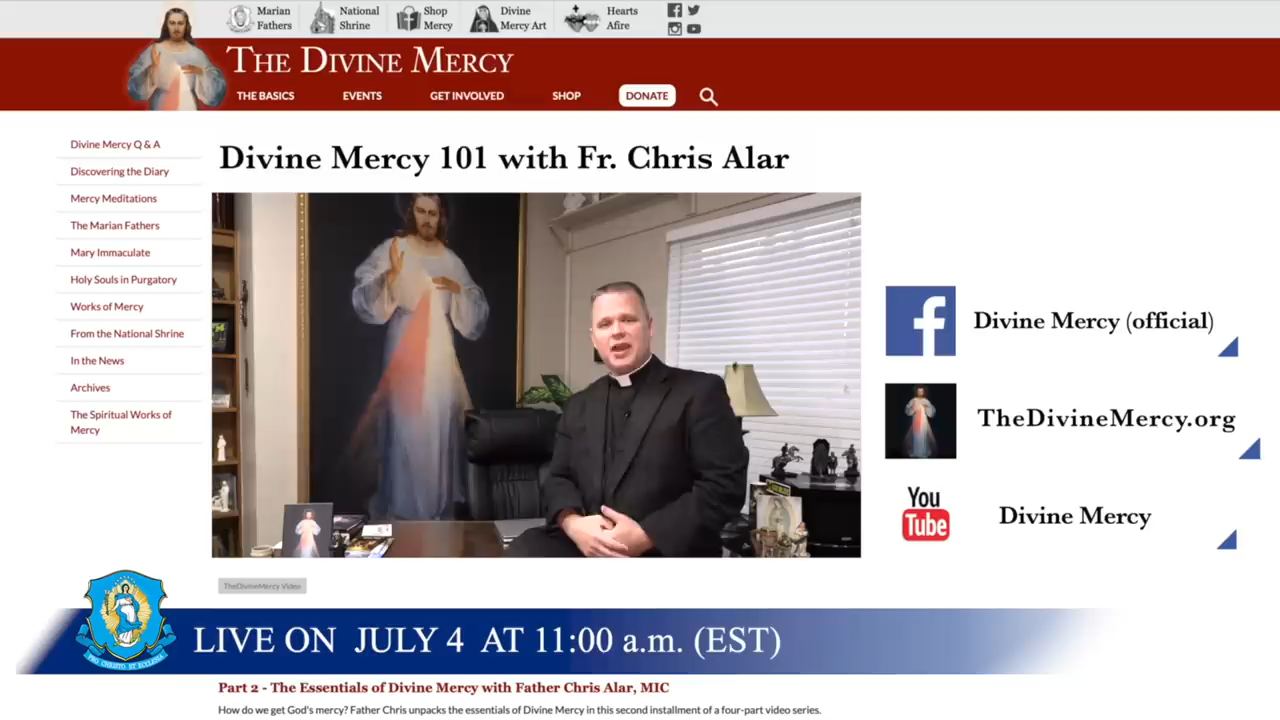 Marian
Fathers
National
Shrine
Shop
Mercy
Divine
Mercy Art
Hearts
Afire
THE DIVINE MERCY
THE BASICS
EVENTS
GET INVOLVED
SHOP
DONATE
Divine Mercy Q & A
Discovering the Diary
Mercy Meditations
The Marian Fathers
Mary Immaculate
Holy Souls in Purgatory
Works of Mercy
From the National Shrine
In the News
Archives
The Spiritual Works of
Mercy
Divine Mercy 101 with Fr. Chris Alar
Divine Mercy (official)
TheDivineMercy.org
You
Tube
Divine Mercy
TheDivineMercy Video
PRO CHRISTO ET ECCLESIA
LIVE ON JULY 4 AT 11:00 a.m. (EST)
Part 2 - The Essentials of Divine Mercy with Father Chris Alar, MIC
How do we get God's mercy? Father Chris unpacks the essentials of Divine Mercy in this second installment of a four-part video series.